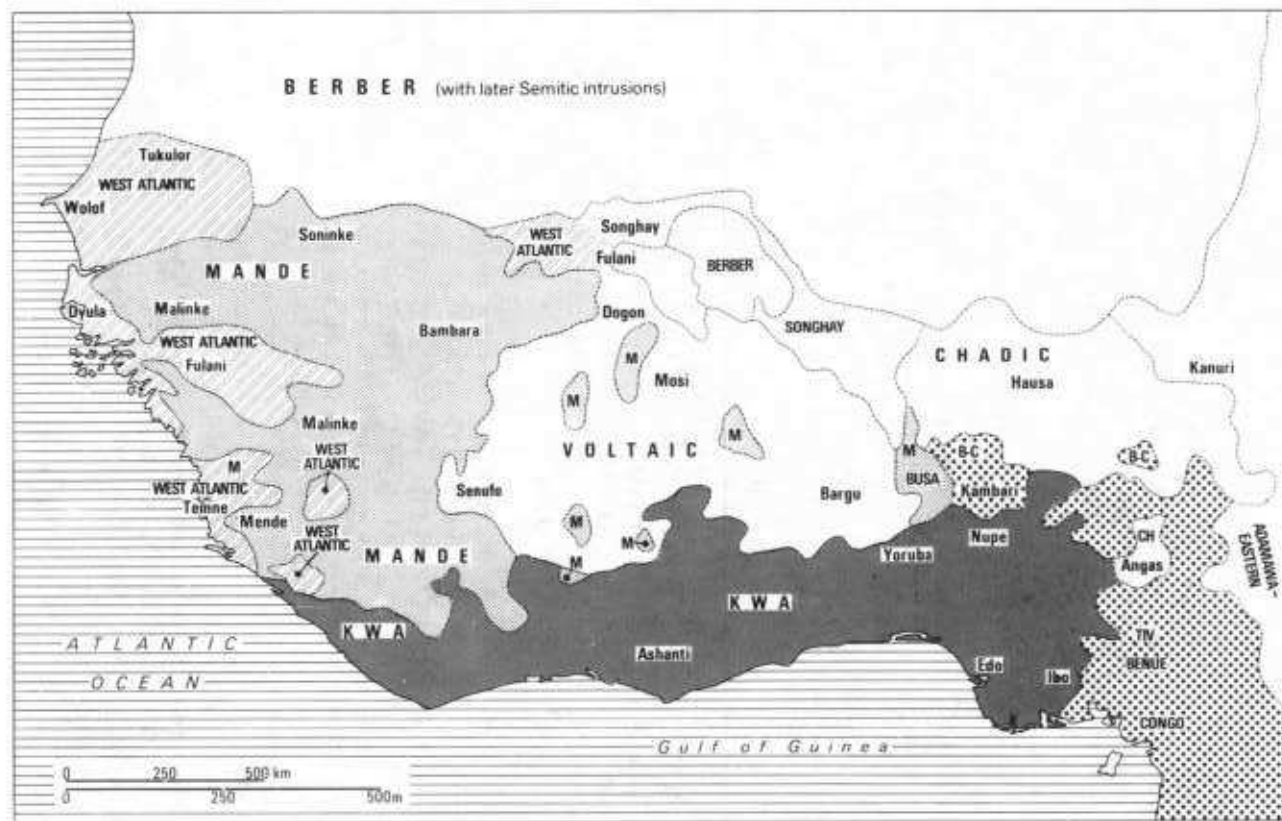 BERBER (with later Semitic intrusions)
Tukulor
WEST ATLANTIC
Wolof
Soninke
WEST
ATLANTIC
Songhay
Fulani
BERBER
MANDE
Dyula
Malinke
Bambara
Dogon
SONGHAY
CHADIC
Hausa
Kanuri
WEST ATLANTIC
Fulani
M
Mosi
M
M
Malinke
WEST
ATLANTIC
VOLTAIC
M
B-C
B-C
M
WEST ATLANTIC
Temne
Mende
Senufo
Bargu
BUSA
Kambari
WEST
ATLANTIC
MANDE
M
M
M
Yoruba
Nupe
CH
Angas
ADAMAWA-
EASTERN
KWA
KWA
Ashanti
Edo
Ibo
TIV
BENUE
CONGO
ATLANTIC
OCEAN
Gulf of Guinea
0 250 500 km
0 250 500m